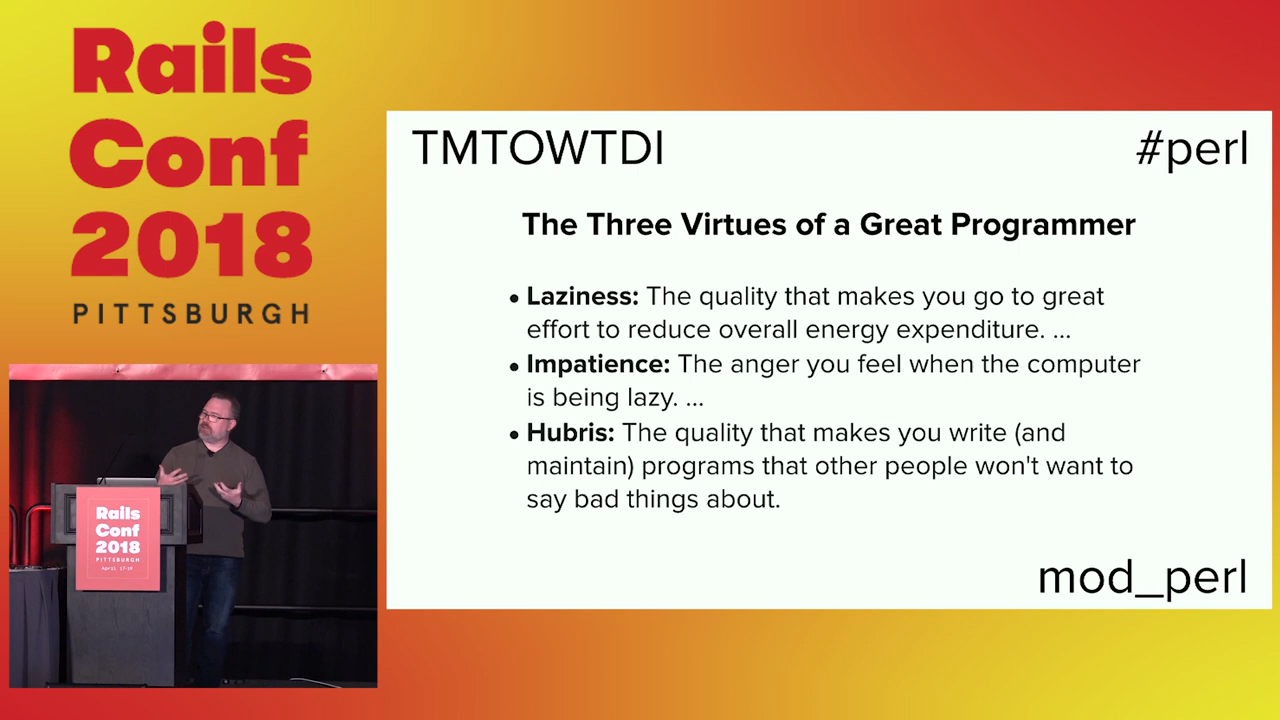 Rails
Conf
2018
PITTSBURGH
TMTOWTDI
#perl
The Three Virtues of a Great Programmer
• Laziness: The quality that makes you go to great
effort to reduce overall energy expenditure. ...
• Impatience: The anger you feel when the computer
is being lazy. ...
• Hubris: The quality that makes you write (and
maintain) programs that other people won't want to
say bad things about.
mod_perl
Rails
Conf
2018
PITTSBURGH
April 17-19